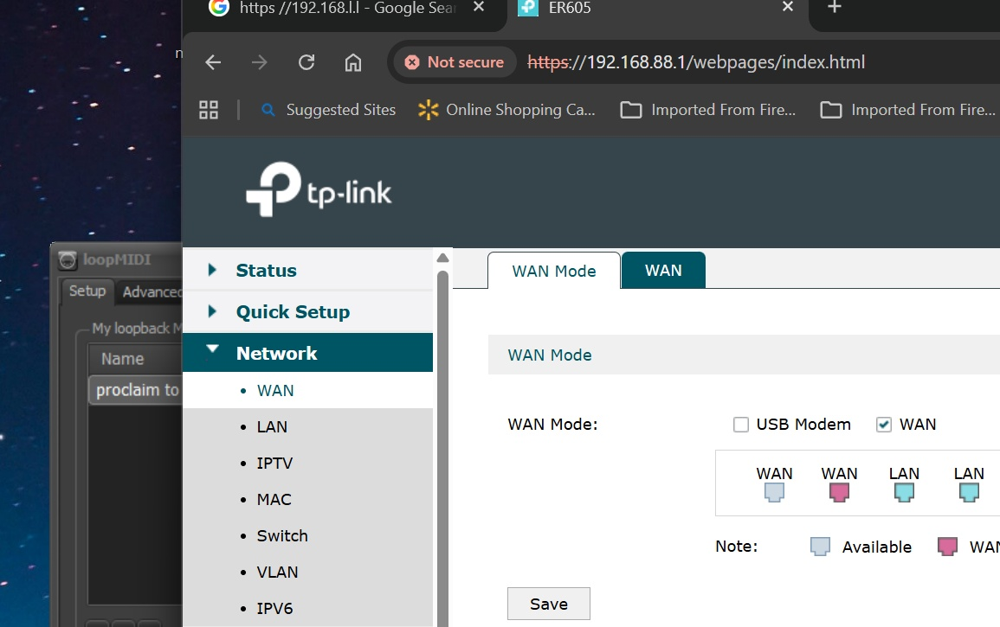 https //192.168.l.l - Google Sear
ER605
Not secure
https://192.168.88.1/webpages/index.html
Suggested Sites
Online Shopping Ca...
Imported From Fire...
Imported From Fire...
tp-link
loopMIDI
Setup
Advanced
My loopback M
Name
proclaim to
Status
Quick Setup
Network
WAN
LAN
IPTV
MAC
Switch
VLAN
IPV6
WAN Mode
WAN
WAN Mode
WAN Mode:
USB Modem
WAN
WAN WAN LAN LAN
Note:
Available
WAN
Save